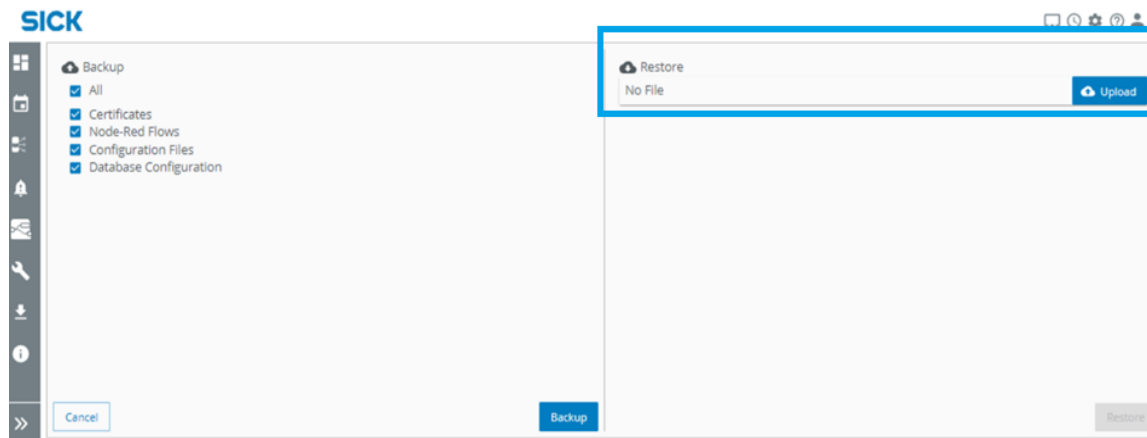 SICK
Backup
All
Certificates
Node-Red Flows
Configuration Files
Database Configuration
Cancel
Backup
Restore
No File
Upload
Restore